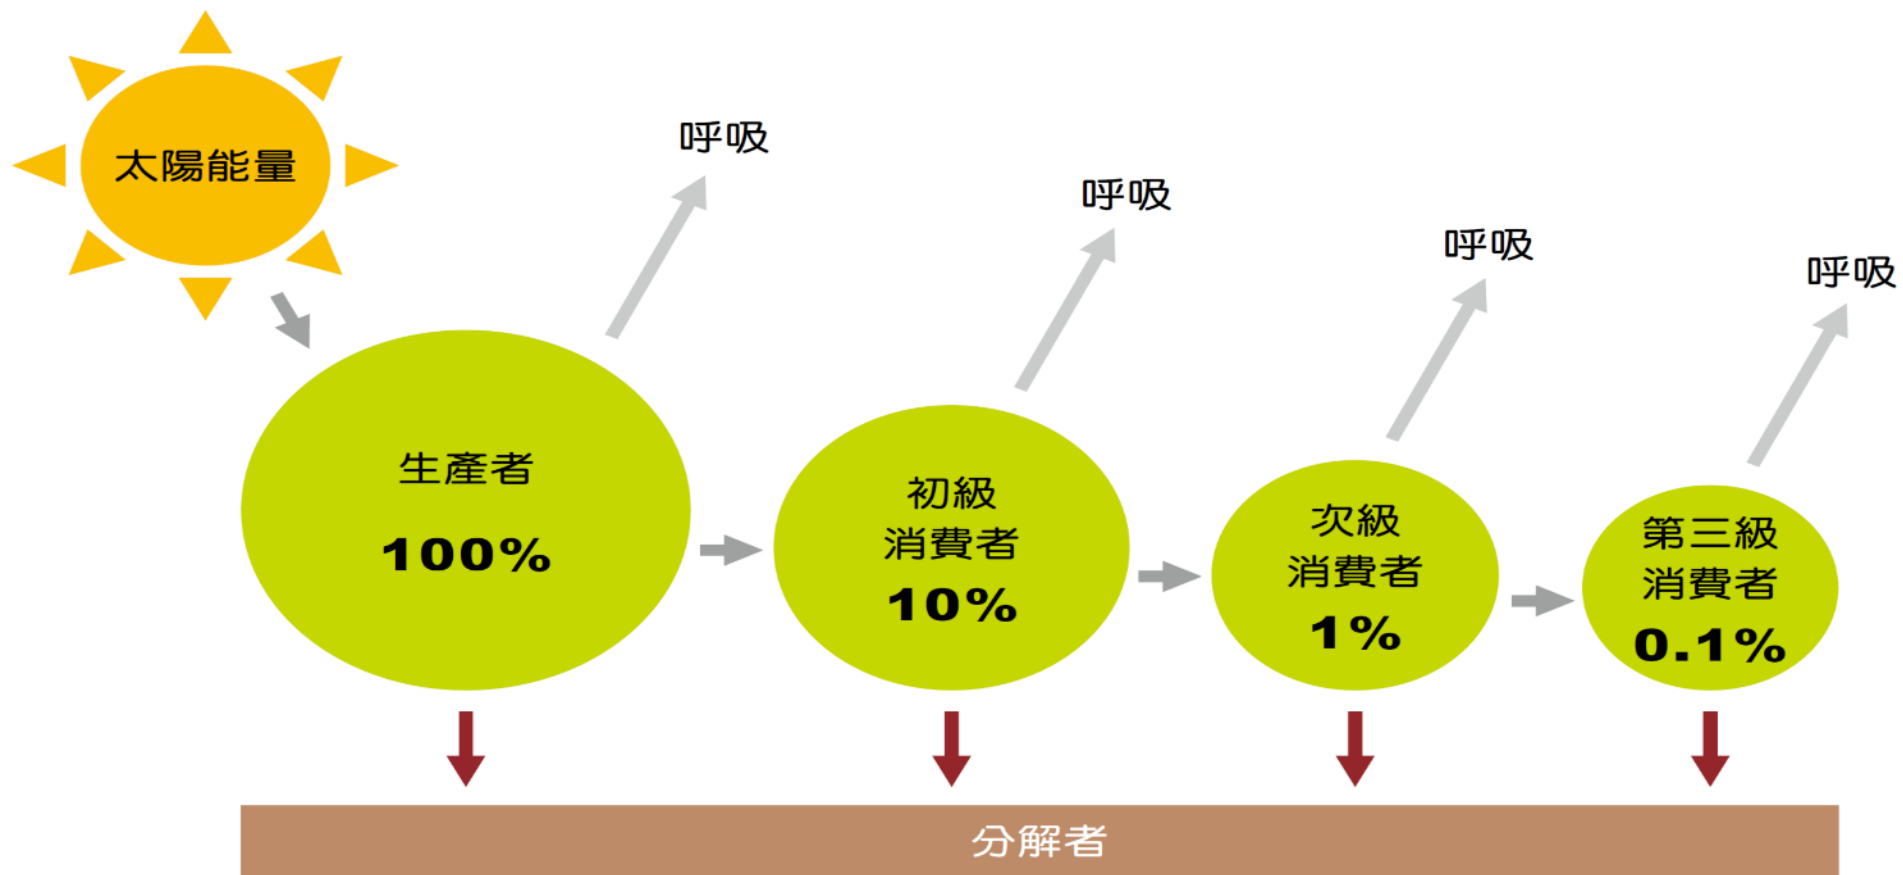 太陽能量
呼吸
呼吸
呼吸
呼吸
生產者
100%
初級
消費者
10%
次級
消費者
1%
第三級
消費者
0.1%
分解者